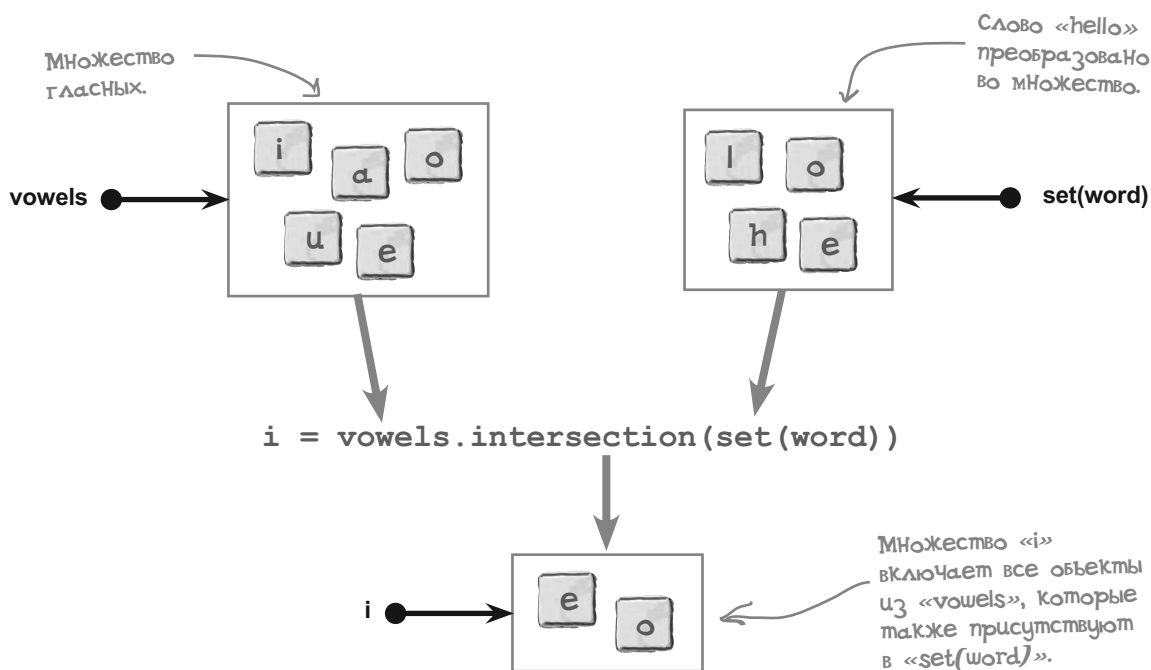 Множество
гласных.
Слово «hello»
преобразовано
во множество.
i
a
o
u
e
vowels
l
o
h
e
set(word)
i = vowels.intersection(set(word))
e
o
i
Множество «i»
включает все объекты
из «vowels», которые
также присутствуют
в «set(word)».